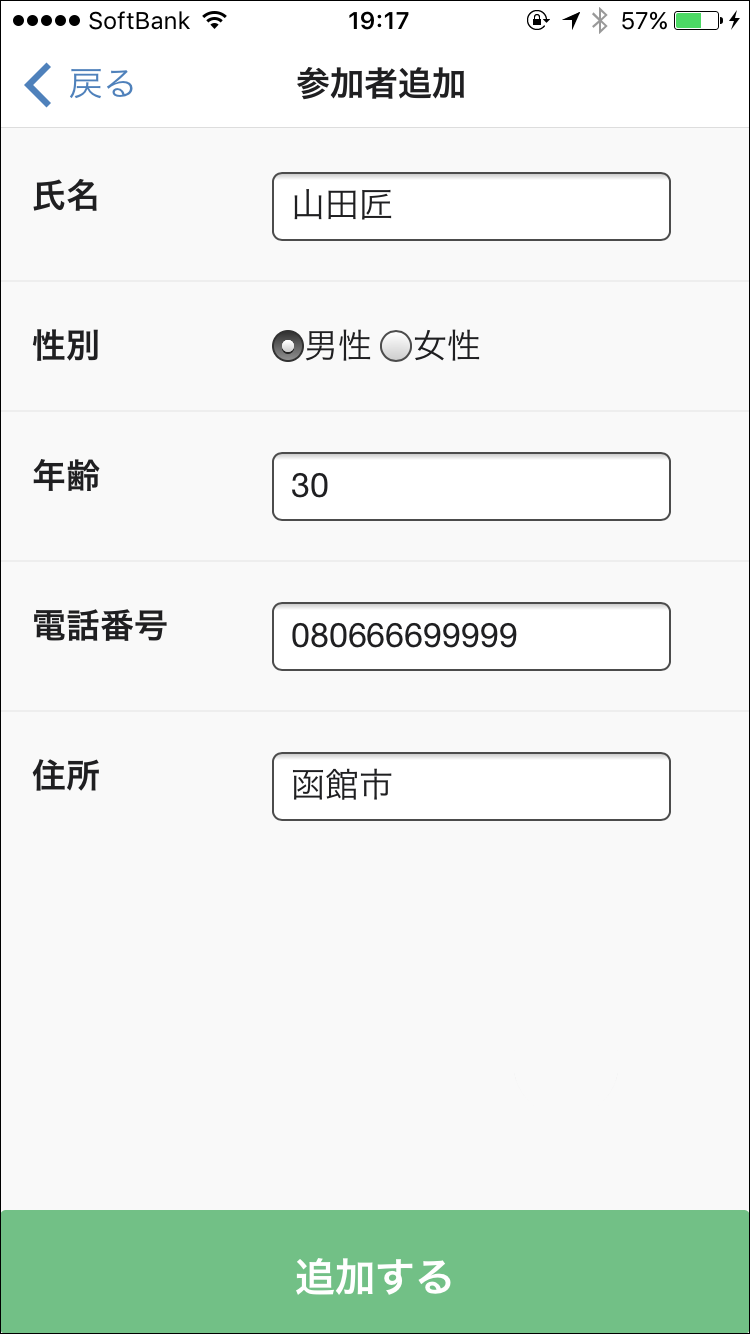 SoftBank 19:17 57%
戻る 参加者追加
氏名 山田匠
性別 男性 女性
年齢 30
電話番号 080666699999
住所 函館市
追加する